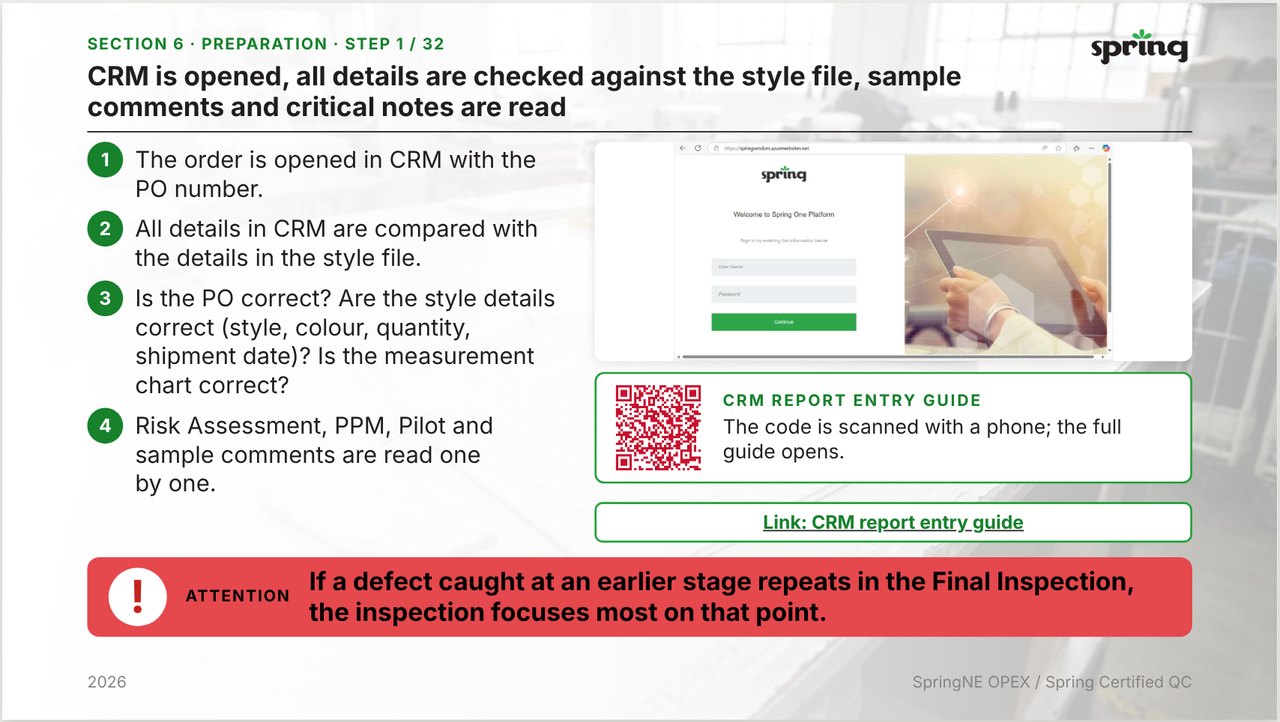 SECTION 6 · PREPARATION · STEP 1 / 32
spring
CRM is opened, all details are checked against the style file, sample
comments and critical notes are read
1 The order is opened in CRM with the
PO number.
2 All details in CRM are compared with
the details in the style file.
3 Is the PO correct? Are the style details
correct (style, colour, quantity,
shipment date)? Is the measurement
chart correct?
4 Risk Assessment, PPM, Pilot and
sample comments are read one
by one.
https://springvendors.azurewebsites.net
spring
Welcome to Spring One Platform
Sign in by entering the information below
User Name
Password
Continue
CRM REPORT ENTRY GUIDE
The code is scanned with a phone; the full
guide opens.
Link: CRM report entry guide
! ATTENTION
If a defect caught at an earlier stage repeats in the Final Inspection,
the inspection focuses most on that point.
2026
SpringNE OPEX / Spring Certified QC